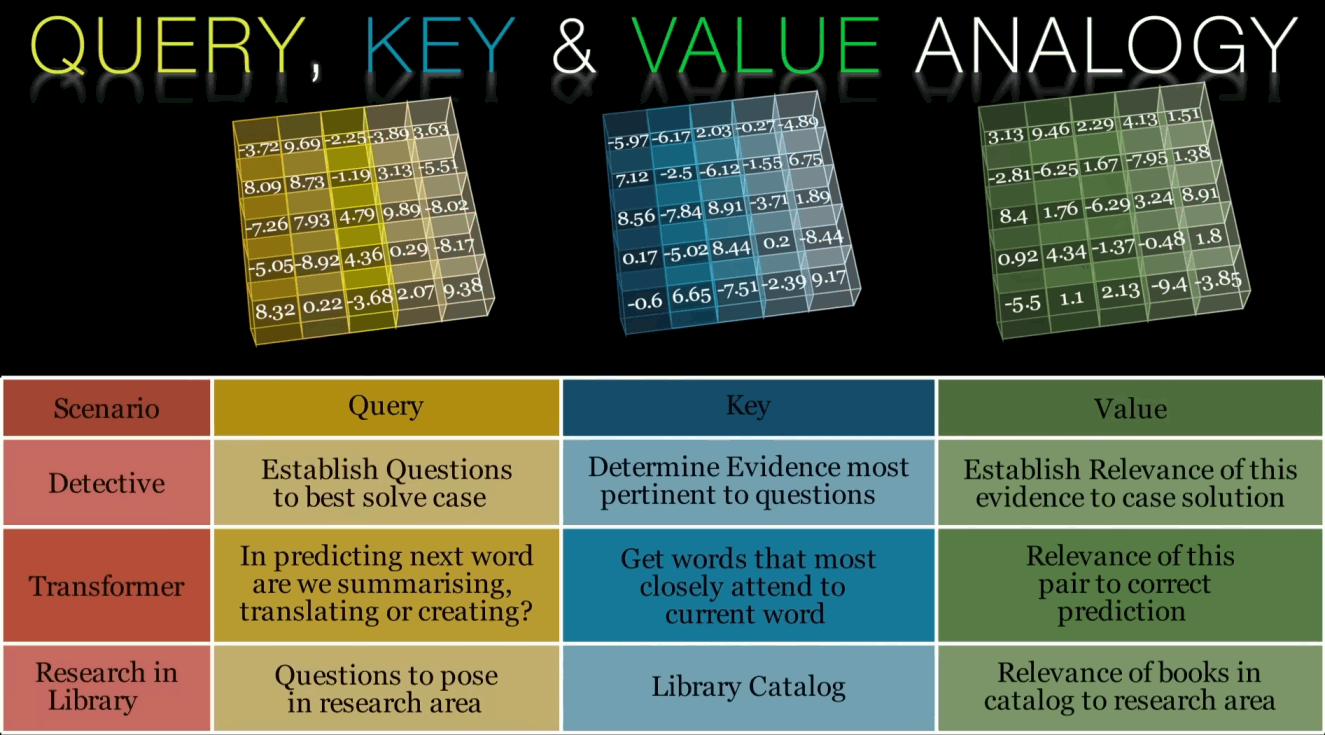 QUERY, KEY & VALUE ANALOGY
-3.72 9.69 -2.25 -3.89 3.63
8.09 8.73 -1.19 3.13 -5.51
-7.26 7.93 4.79 9.89 -8.02
-5.05 -8.92 4.36 0.29 -8.17
8.32 0.22 -3.68 2.07 9.38
-5.97 -6.17 2.03 -0.27 -4.89
7.12 -2.5 -6.12 -1.55 6.75
8.56 -7.84 8.91 -3.71 1.89
0.17 -5.02 8.44 0.2 -8.44
-0.6 6.65 -7.51 -2.39 9.17
3.13 9.46 2.29 4.13 1.51
-2.81 -6.25 1.67 -7.95 1.38
8.4 1.76 -6.29 3.24 8.91
0.92 4.34 -1.37 -0.48 1.8
-5.5 1.1 2.13 -9.4 -3.85
Scenario
Query
Key
Value
Detective
Establish Questions
to best solve case
Determine Evidence most
pertinent to questions
Establish Relevance of this
evidence to case solution
Transformer
In predicting next word
are we summarising,
translating or creating?
Get words that most
closely attend to
current word
Relevance of this
pair to correct
prediction
Research in
Library
Questions to pose
in research area
Library Catalog
Relevance of books in
catalog to research area